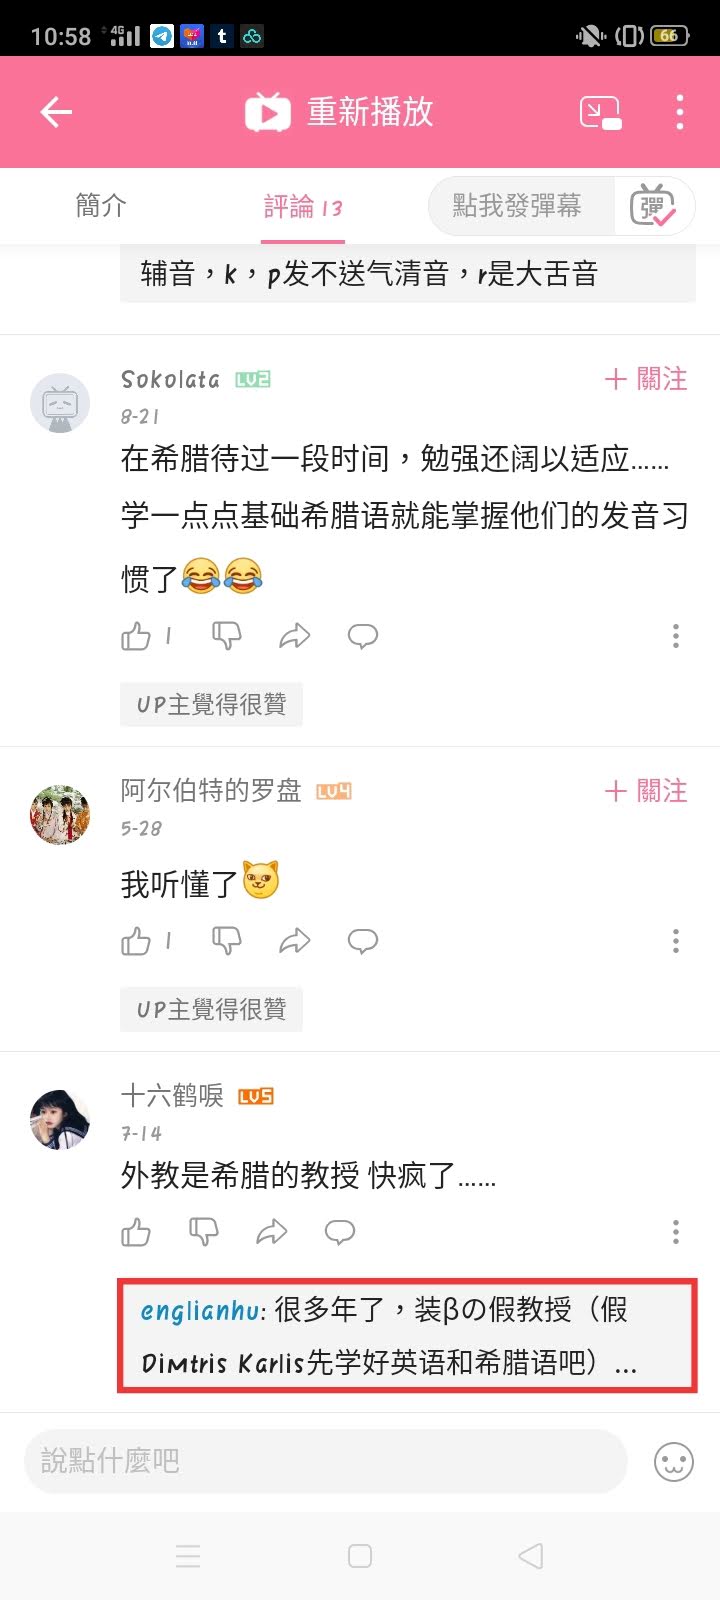 10:58 4G 66
重新播放
簡介 評論 13 點我發彈幕 彈
辅音，k，p发不送气清音，r是大舌音
Sokolata LV2 + 關注
8-21
在希腊待过一段时间，勉强还阔以适应……
学一点点基础希腊语就能掌握他们的发音习
惯了😂😂
1
UP主覺得很贊
阿尔伯特的罗盘 LV4 + 關注
5-28
我听懂了
1
UP主覺得很贊
十六鹤唳 LV5
7-14
外教是希腊的教授 快疯了……
englianhu: 很多年了，装βの假教授（假
Dimtris Karlis先学好英语和希腊语吧）...
說點什麼吧